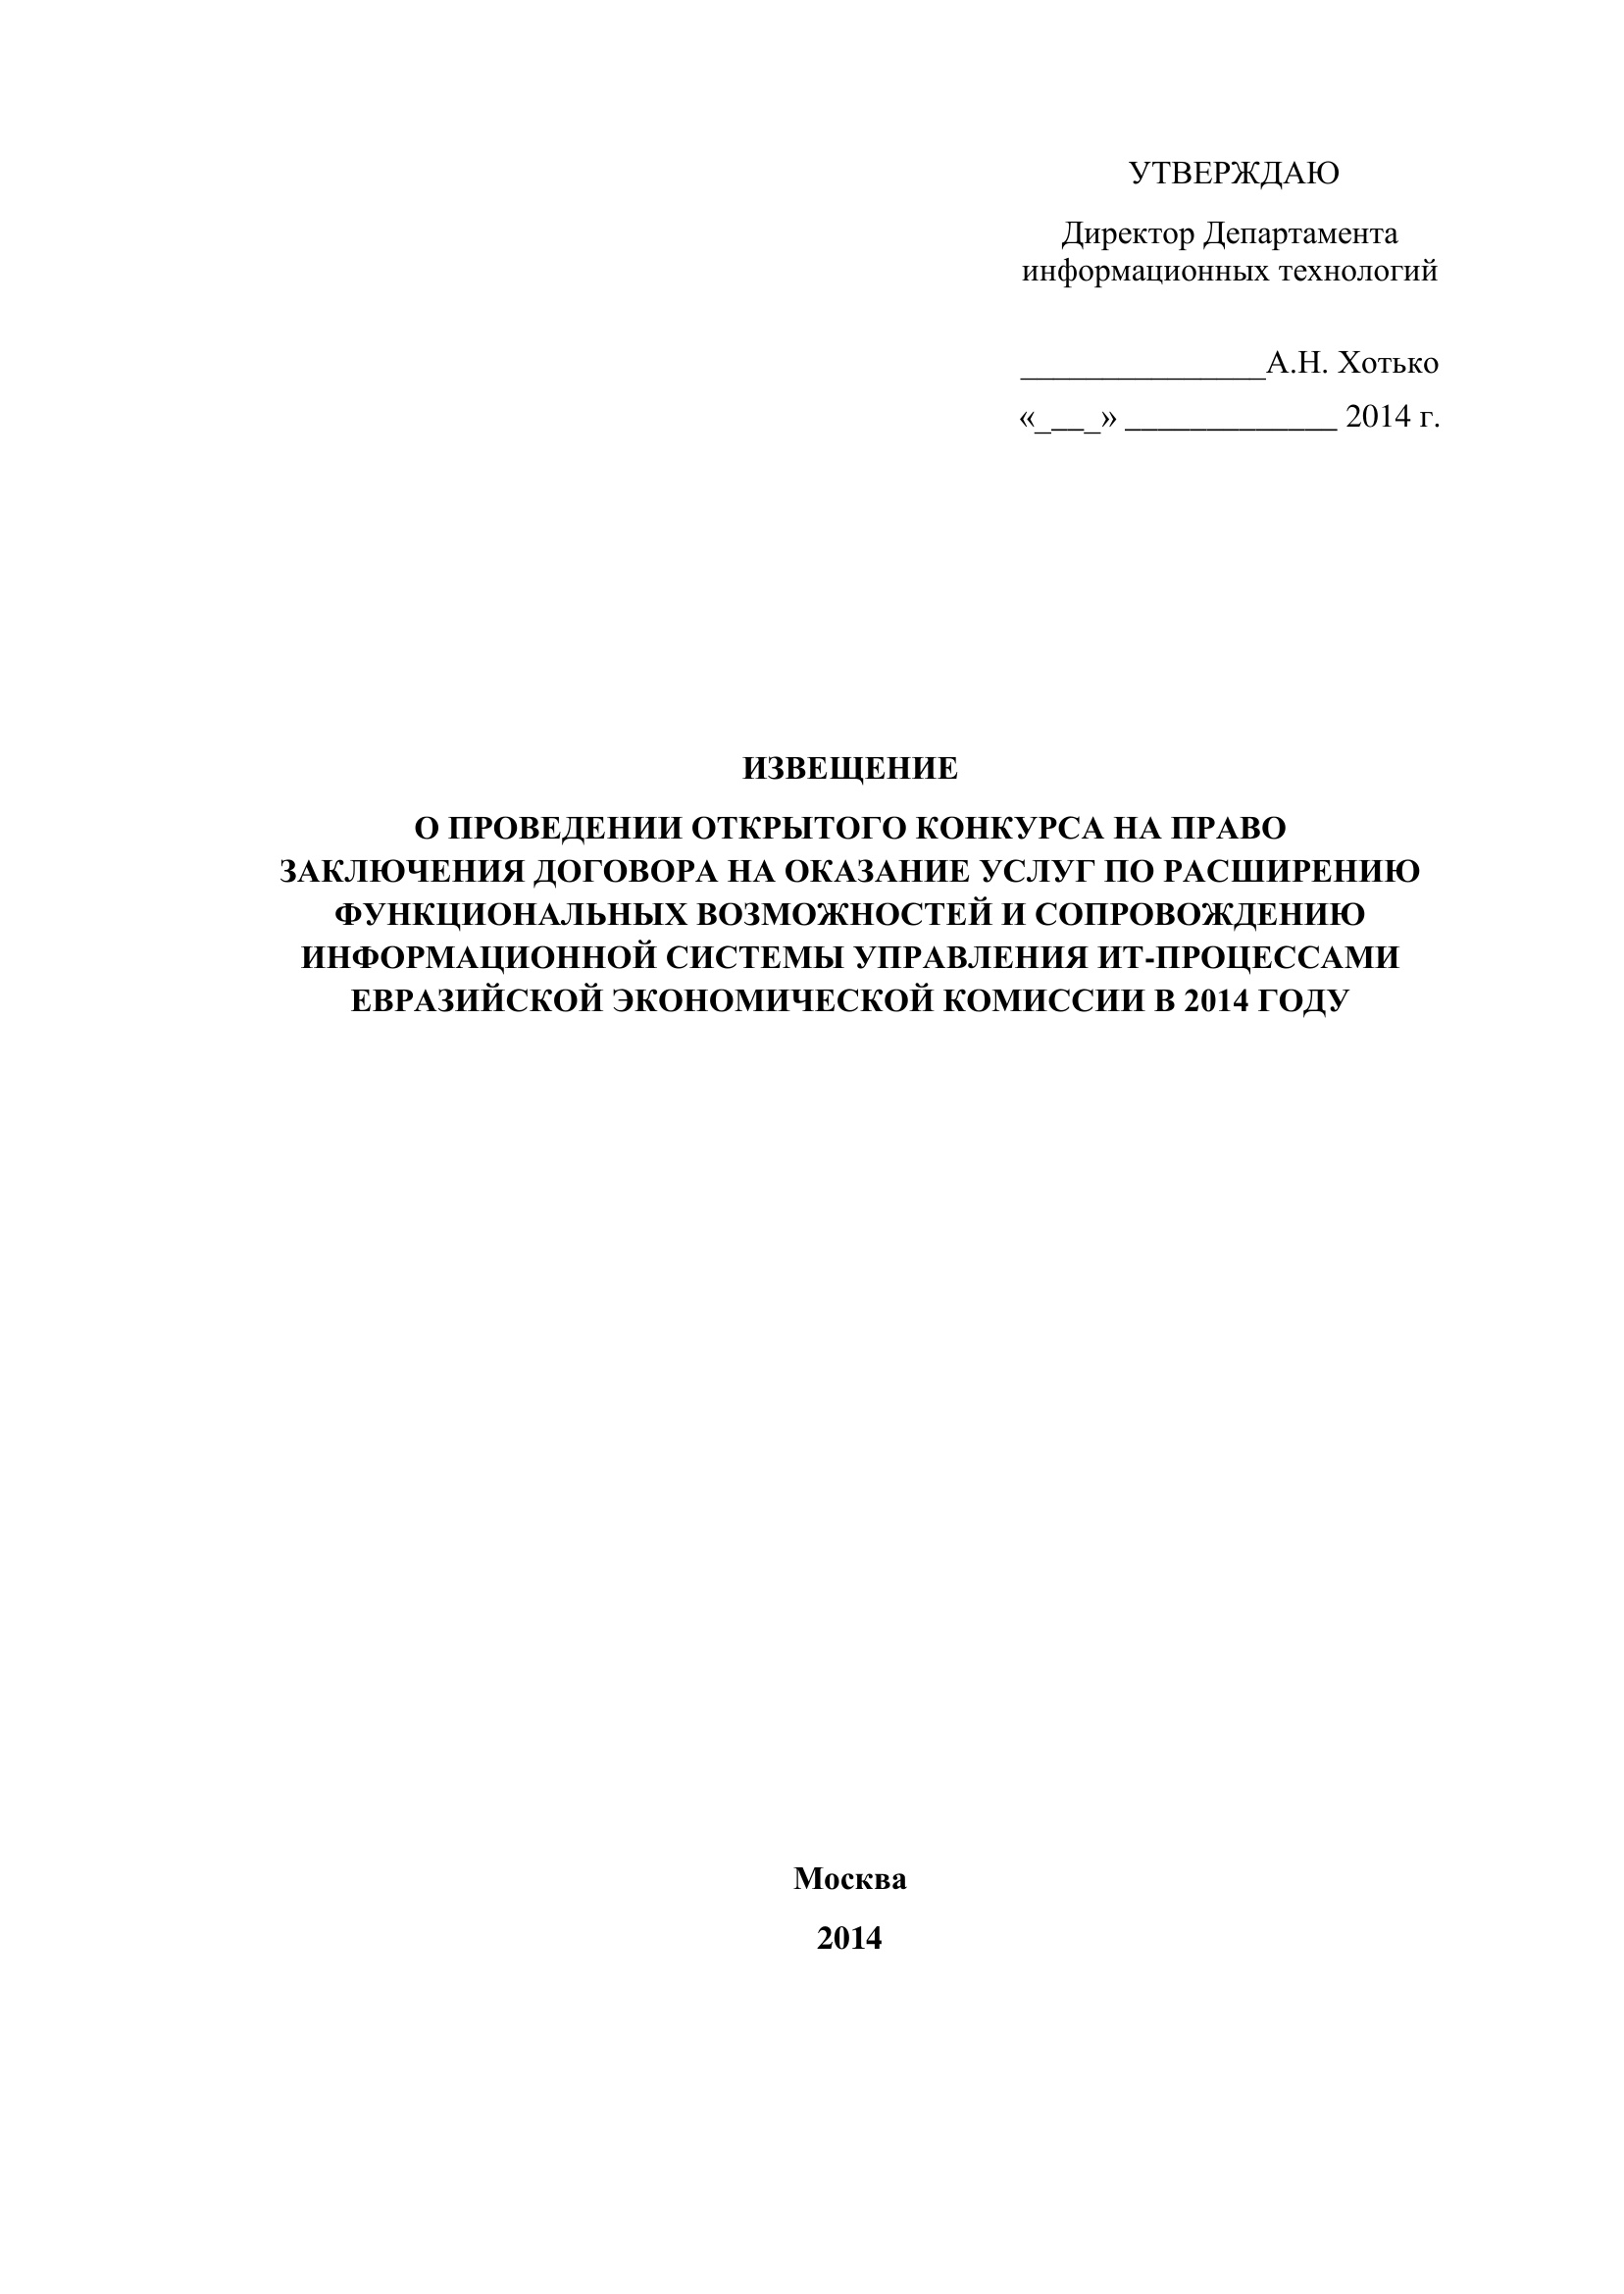 УТВЕРЖДАЮ
Директор Департамента
информационных технологий
_______________А.Н. Хотько
«____» _____________ 2014 г.
ИЗВЕЩЕНИЕ
О ПРОВЕДЕНИИ ОТКРЫТОГО КОНКУРСА НА ПРАВО
ЗАКЛЮЧЕНИЯ ДОГОВОРА НА ОКАЗАНИЕ УСЛУГ ПО РАСШИРЕНИЮ
ФУНКЦИОНАЛЬНЫХ ВОЗМОЖНОСТЕЙ И СОПРОВОЖДЕНИЮ
ИНФОРМАЦИОННОЙ СИСТЕМЫ УПРАВЛЕНИЯ ИТ-ПРОЦЕССАМИ
ЕВРАЗИЙСКОЙ ЭКОНОМИЧЕСКОЙ КОМИССИИ В 2014 ГОДУ
Москва
2014